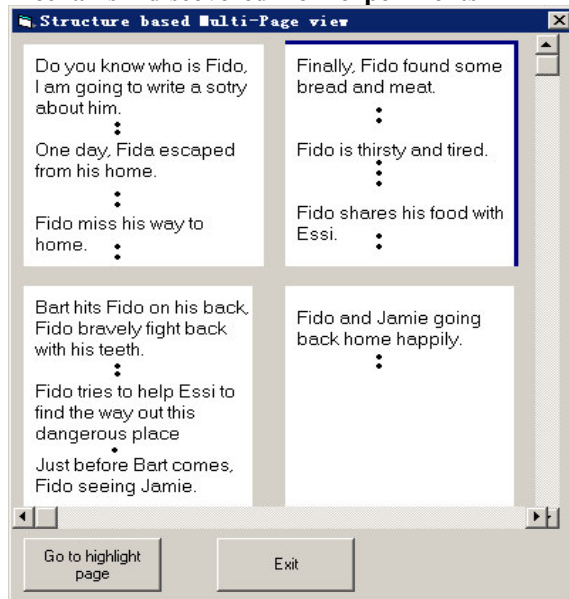 Structure based Multi-Page view
Do you know who is Fido,
I am going to write a sotry
about him.
One day, Fida escaped
from his home.
Fido miss his way to
home.
Finally, Fido found some
bread and meat.
Fido is thirsty and tired.
Fido shares his food with
Essi.
Bart hits Fido on his back,
Fido bravely fight back
with his teeth.
Fido tries to help Essi to
find the way out this
dangerous place
Just before Bart comes,
Fido seeing Jamie.
Fido and Jamie going
back home happily.
Go to highlight
page
Exit